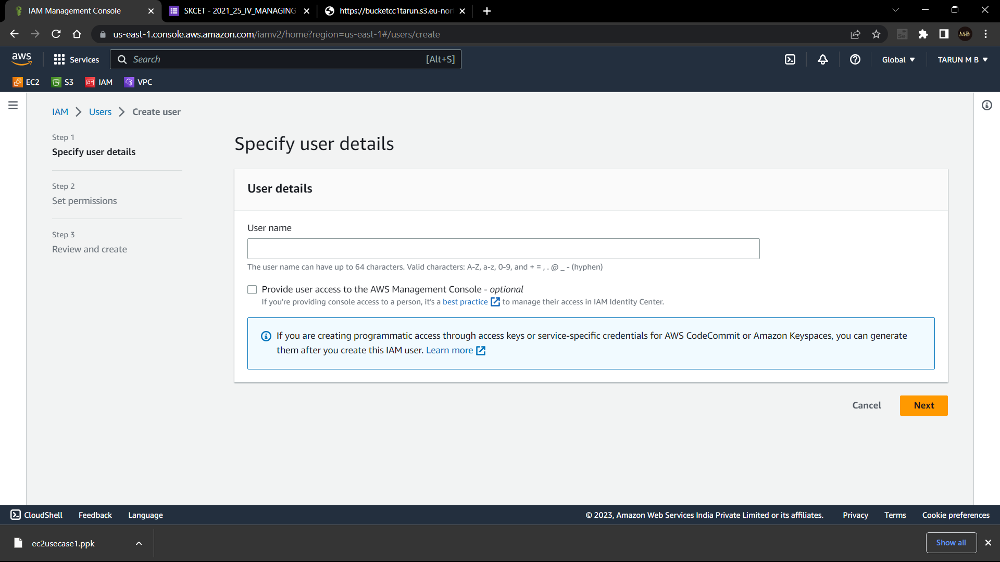 IAM Management Console
SKCET - 2021_25_IV_MANAGING
https://bucketcc1tarun.s3.eu-nor
us-east-1.console.aws.amazon.com/iamv2/home?region=us-east-1#/users/create
Se
M&B
aws
Services
Search
[Alt+S]
Global
TARUN M B
EC2
S3
IAM
VPC
IAM
Users
Create user
Step 1
Specify user details
Step 2
Set permissions
Step 3
Review and create
Specify user details
User details
User name
The user name can have up to 64 characters. Valid characters: A-Z, a-z, 0-9, and + = , . @ _ - (hyphen)
Provide user access to the AWS Management Console - optional
If you're providing console access to a person, it's a best practice to manage their access in IAM Identity Center.
If you are creating programmatic access through access keys or service-specific credentials for AWS CodeCommit or Amazon Keyspaces, you can generate
them after you create this IAM user. Learn more
Cancel
Next
CloudShell
Feedback
Language
© 2023, Amazon Web Services India Private Limited or its affiliates.
Privacy
Terms
Cookie preferences
ec2usecase1.ppk
Show all